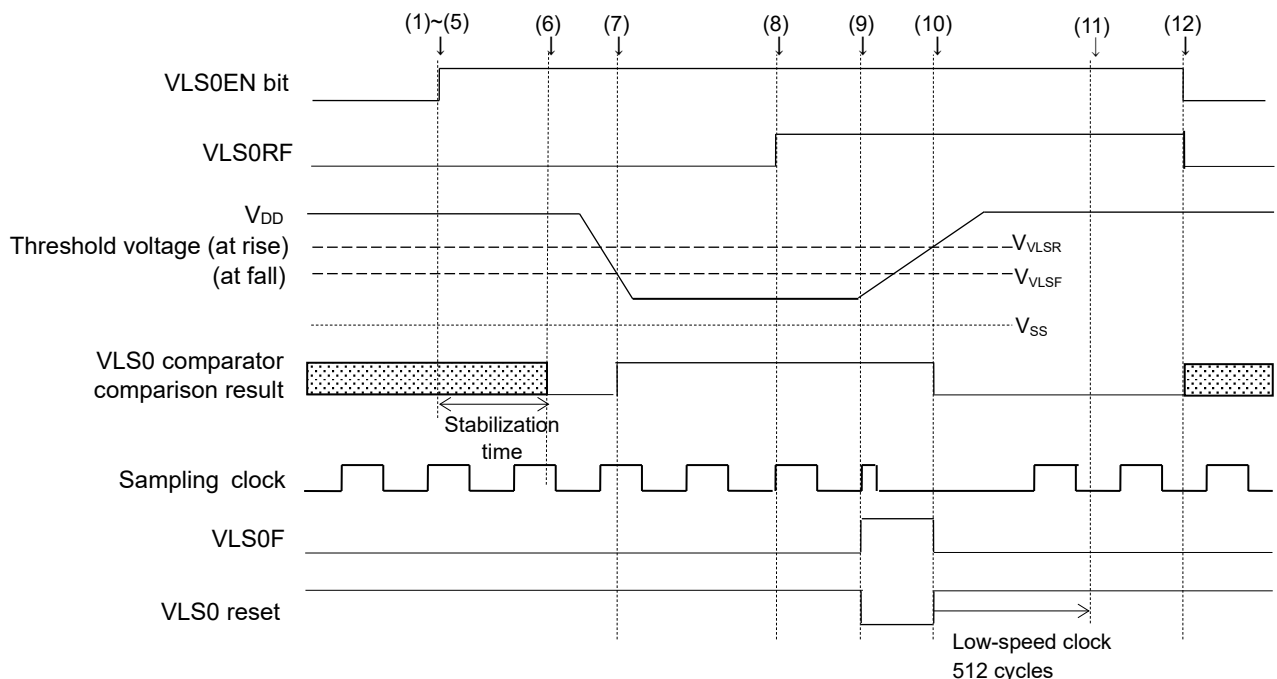 (1)~(5) (6) (7) (8) (9) (10) (11) (12)
VLS0EN bit
VLS0RF
VDD
Threshold voltage (at rise)
VVLSR
(at fall)
VVLSF
VSS
VLS0 comparator
comparison result
Stabilization
time
Sampling clock
VLS0F
VLS0 reset
Low-speed clock
512 cycles